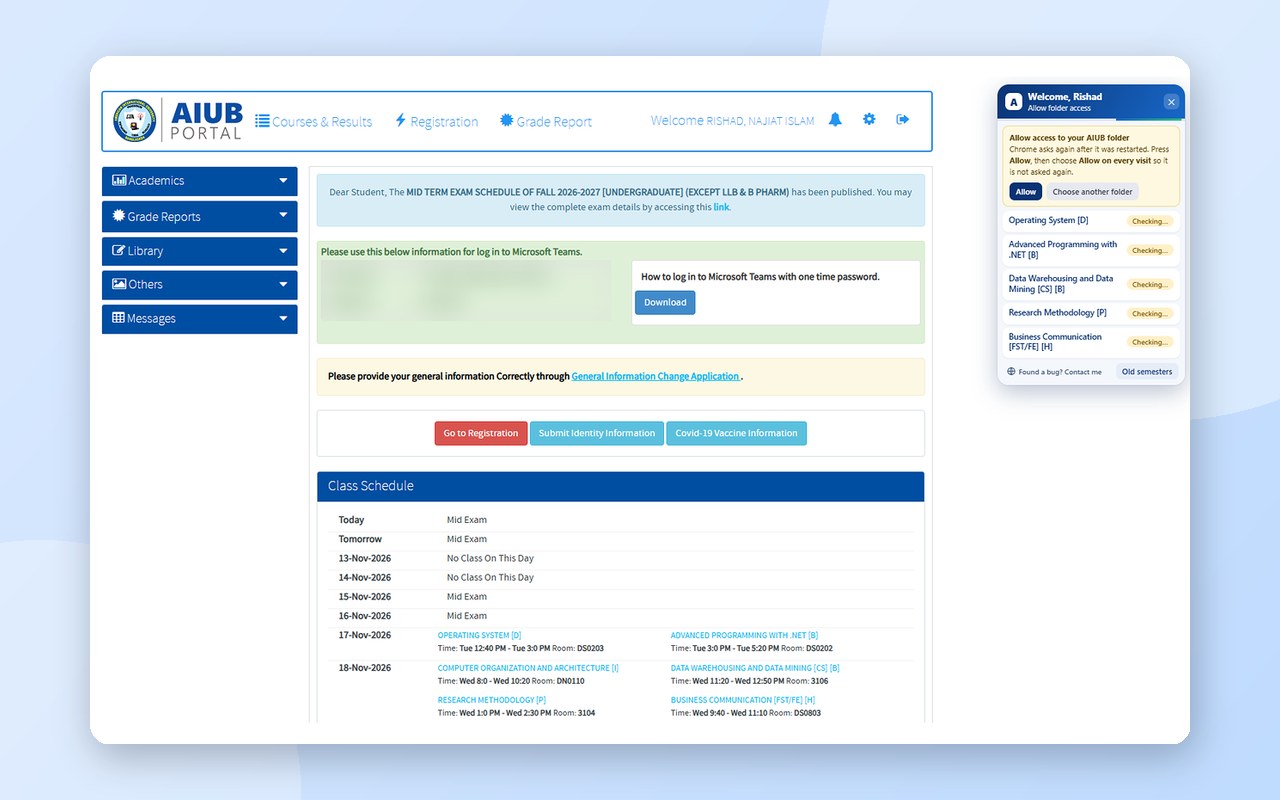 AIUB
PORTAL
Courses & Results
Registration
Grade Report
Welcome RISHAD, NAJIAT ISLAM
Academics
Grade Reports
Library
Others
Messages
Dear Student, The MID TERM EXAM SCHEDULE OF FALL 2026-2027 [UNDERGRADUATE] (EXCEPT LLB & B PHARM) has been published. You may
view the complete exam details by accessing this link.
Please use this below information for log in to Microsoft Teams.
How to log in to Microsoft Teams with one time password.
Download
Please provide your general information Correctly through General Information Change Application .
Go to Registration
Submit Identity Information
Covid-19 Vaccine Information
Class Schedule
Today Mid Exam
Tomorrow Mid Exam
13-Nov-2026 No Class On This Day
14-Nov-2026 No Class On This Day
15-Nov-2026 Mid Exam
16-Nov-2026 Mid Exam
17-Nov-2026 OPERATING SYSTEM [D] ADVANCED PROGRAMMING WITH .NET [B]
Time: Tue 12:40 PM - Tue 3:0 PM Room: DS0203 Time: Tue 3:0 PM - Tue 5:20 PM Room: DS0202
18-Nov-2026 COMPUTER ORGANIZATION AND ARCHITECTURE [I] DATA WAREHOUSING AND DATA MINING [CS] [B]
Time: Wed 8:0 - Wed 10:20 Room: DN0110 Time: Wed 11:20 - Wed 12:50 PM Room: 3106
RESEARCH METHODOLOGY [P] BUSINESS COMMUNICATION [FST/FE] [H]
Time: Wed 1:0 PM - Wed 2:30 PM Room: 3104 Time: Wed 9:40 - Wed 11:10 Room: DS0803
A
Welcome, Rishad
Allow folder access
Allow access to your AIUB folder
Chrome asks again after it was restarted. Press
Allow, then choose Allow on every visit so it
is not asked again.
Allow
Choose another folder
Operating System [D] Checking...
Advanced Programming with
.NET [B] Checking...
Data Warehousing and Data
Mining [CS] [B] Checking...
Research Methodology [P] Checking...
Business Communication
[FST/FE] [H] Checking...
Found a bug? Contact me
Old semesters